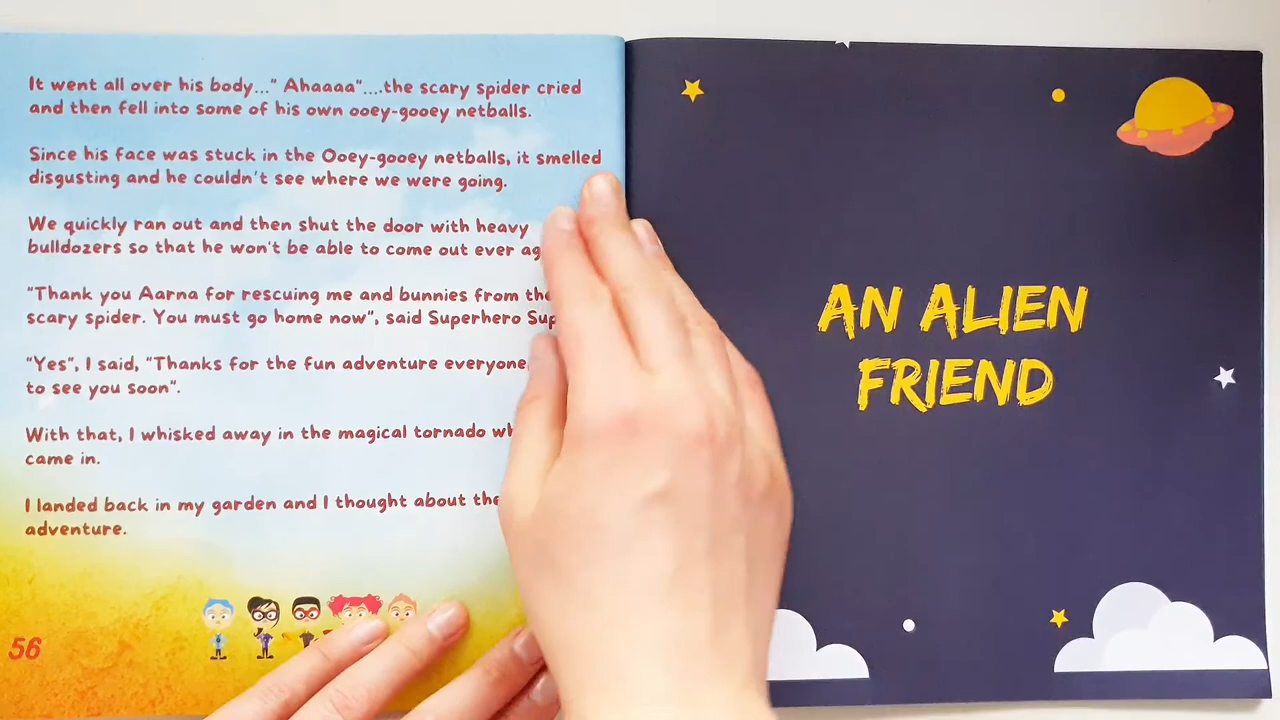 It went all over his body..." Ahaaaa"....the scary spider cried
and then fell into some of his own ooey-gooey netballs.
Since his face was stuck in the Ooey-gooey netballs, it smelled
disgusting and he couldn't see where we were going.
We quickly ran out and then shut the door with heavy
bulldozers so that he won't be able to come out ever
"Thank you Aarna for rescuing me and bunnies from
scary spider. You must go home now", said Superhero
"Yes", I said, "Thanks for the fun adventure everyone
to see you soon".
With that, I whisked away in the magical tornado
came in.
I landed back in my garden and I thought about the
adventure.
56
AN ALIEN
FRIEND